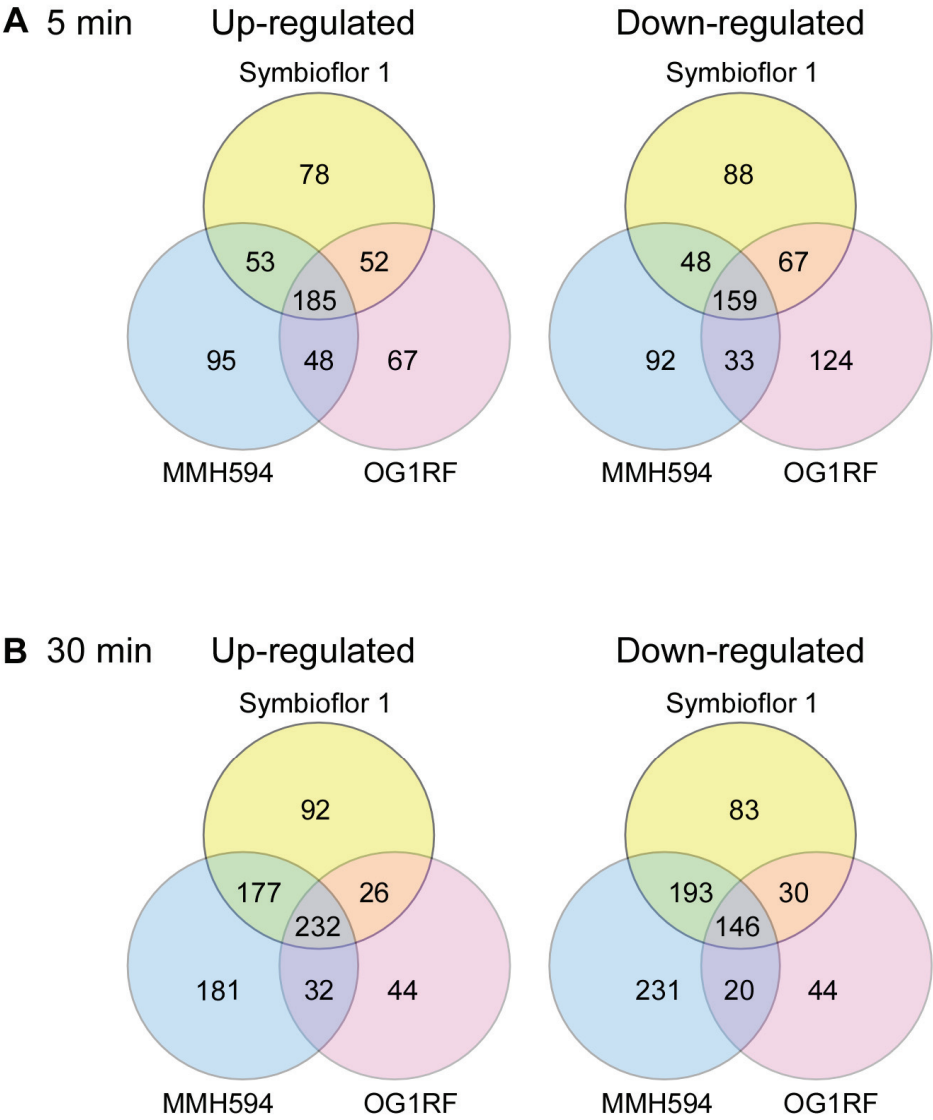 A 5 min Up-regulated Down-regulated
Symbioflor 1 Symbioflor 1
78 88
53 52 48 67
185 159
95 48 67 92 33 124
MMH594 OG1RF MMH594 OG1RF
B 30 min Up-regulated Down-regulated
Symbioflor 1 Symbioflor 1
92 83
177 26 193 30
232 146
181 32 44 231 20 44
MMH594 OG1RF MMH594 OG1RF